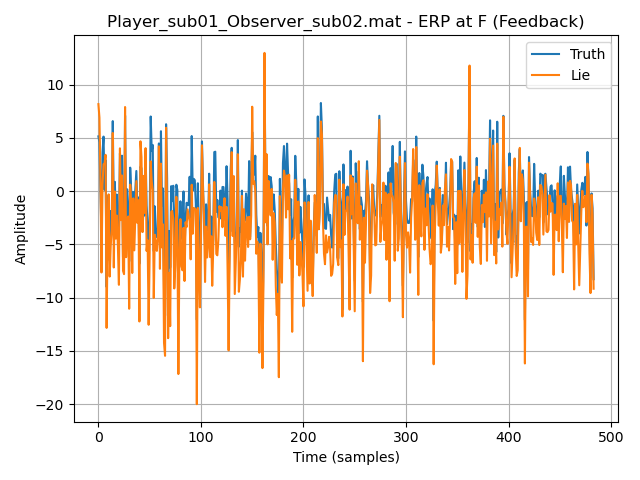 Player_sub01_Observer_sub02.mat - ERP at F (Feedback)
Truth
Lie
10
5
0
−5
−10
−15
−20
Amplitude
0 100 200 300 400 500
Time (samples)